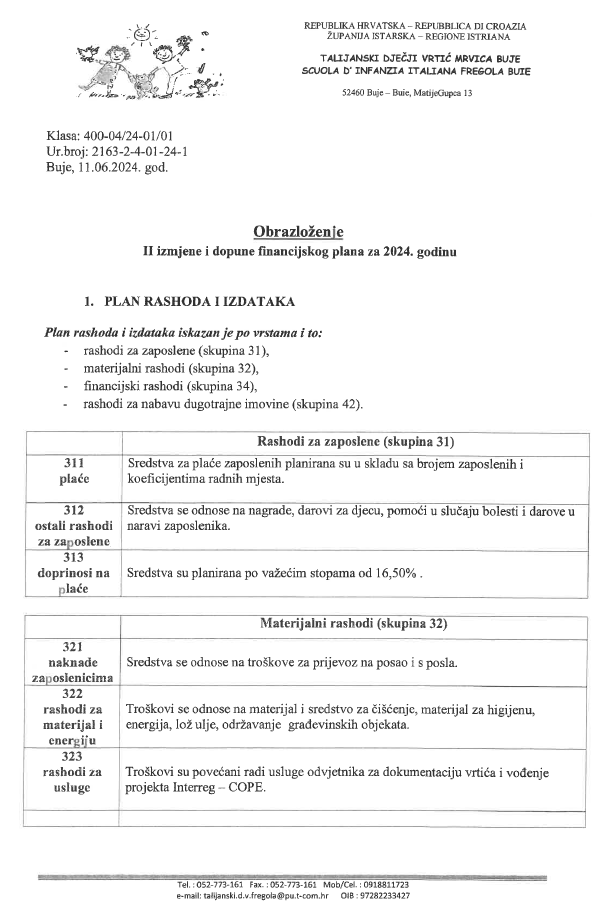 REPUBLIKA HRVATSKA – REPUBBLICA DI CROAZIA
ŽUPANIJA ISTARSKA – REGIONE ISTRIANA
TALIJANSKI DJEČJI VRTIĆ MRVICA BUJE
SCUOLA D' INFANZIA ITALIANA FREGOLA BUIE
52460 Buje – Buie, MatijeGupca 13
Klasa: 400-04/24-01/01
Ur.broj: 2163-2-4-01-24-1
Buje, 11.06.2024. god.
Obrazloženje
II izmjene i dopune financijskog plana za 2024. godinu
1. PLAN RASHODA I IZDATAKA
Plan rashoda i izdataka iskazan je po vrstama i to:
- rashodi za zaposlene (skupina 31),
- materijalni rashodi (skupina 32),
- financijski rashodi (skupina 34),
- rashodi za nabavu dugotrajne imovine (skupina 42).
Rashodi za zaposlene (skupina 31)
311
plaće
Sredstva za plaće zaposlenih planirana su u skladu sa brojem zaposlenih i
koeficijentima radnih mjesta.
312
ostali rashodi
za zaposlene
Sredstva se odnose na nagrade, darovi za djecu, pomoći u slučaju bolesti i darove u
naravi zaposlenika.
313
doprinosi na
plaće
Sredstva su planirana po važećim stopama od 16,50% .
Materijalni rashodi (skupina 32)
321
naknade
zaposlenicima
Sredstva se odnose na troškove za prijevoz na posao i s posla.
322
rashodi za
materijal i
energiju
Troškovi se odnose na materijal i sredstvo za čišćenje, materijal za higijenu,
energija, lož ulje, održavanje građevinskih objekata.
323
rashodi za
usluge
Troškovi su povećani radi usluge odvjetnika za dokumentaciju vrtića i vođenje
projekta Interreg – COPE.
Tel. : 052-773-161 Fax. : 052-773-161 Mob/Cel. : 0918811723
e-mail: talijanski.d.v.fregola@pu.t-com.hr OIB : 97282233427